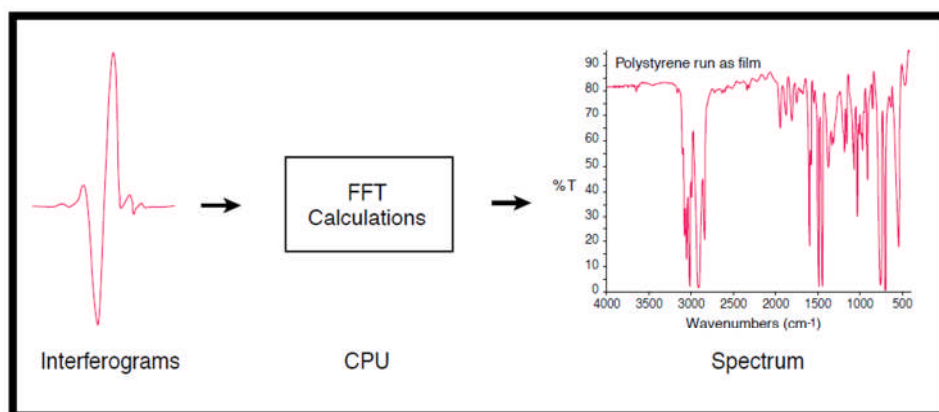 Polystyrene run as film
90
80
70
60
50
%T
40
30
20
10
0
4000 3500 3000 2500 2000 1500 1000 500
Wavenumbers (cm-1)
FFT
Calculations
Interferograms
CPU
Spectrum